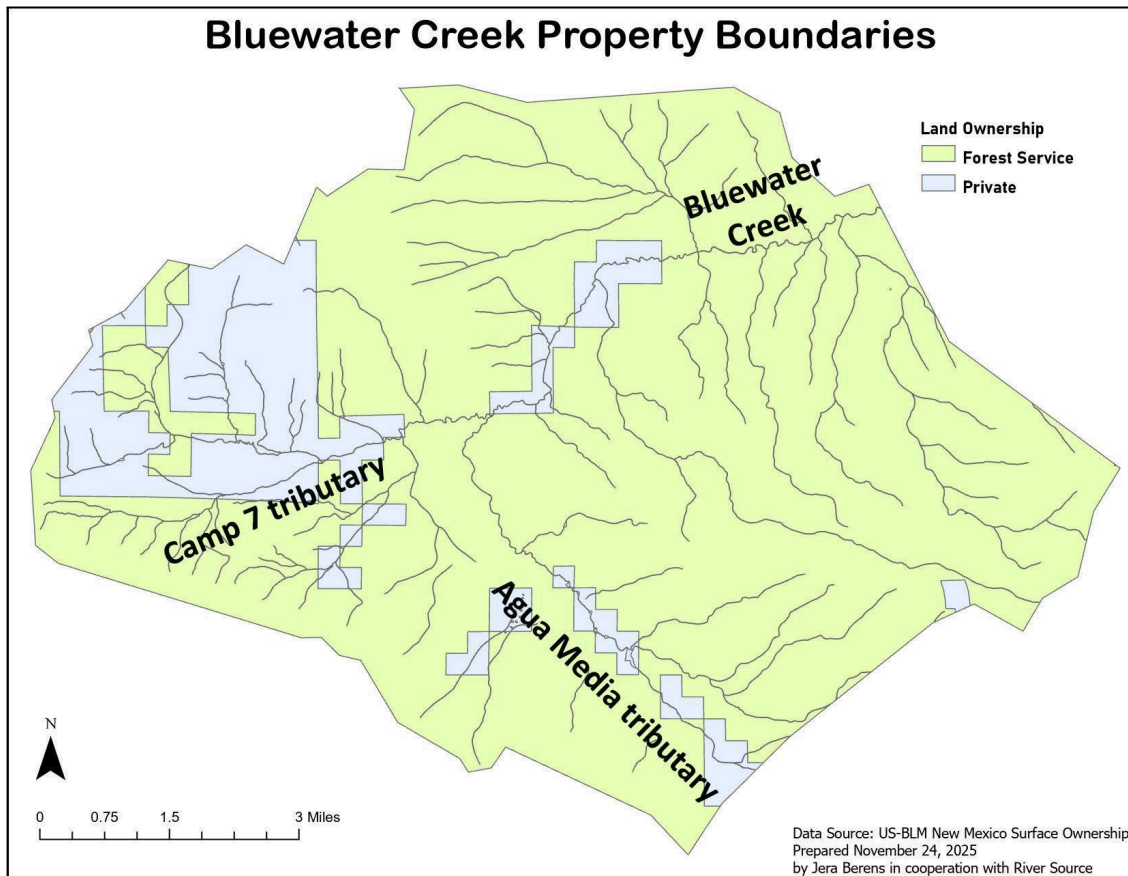 Bluewater Creek Property Boundaries
Land Ownership
Forest Service
Private
Bluewater
Creek
Camp 7 tributary
Agua Media tributary
N
0 0.75 1.5 3 Miles
Data Source: US-BLM New Mexico Surface Ownership
Prepared November 24, 2025
by Jera Berens in cooperation with River Source